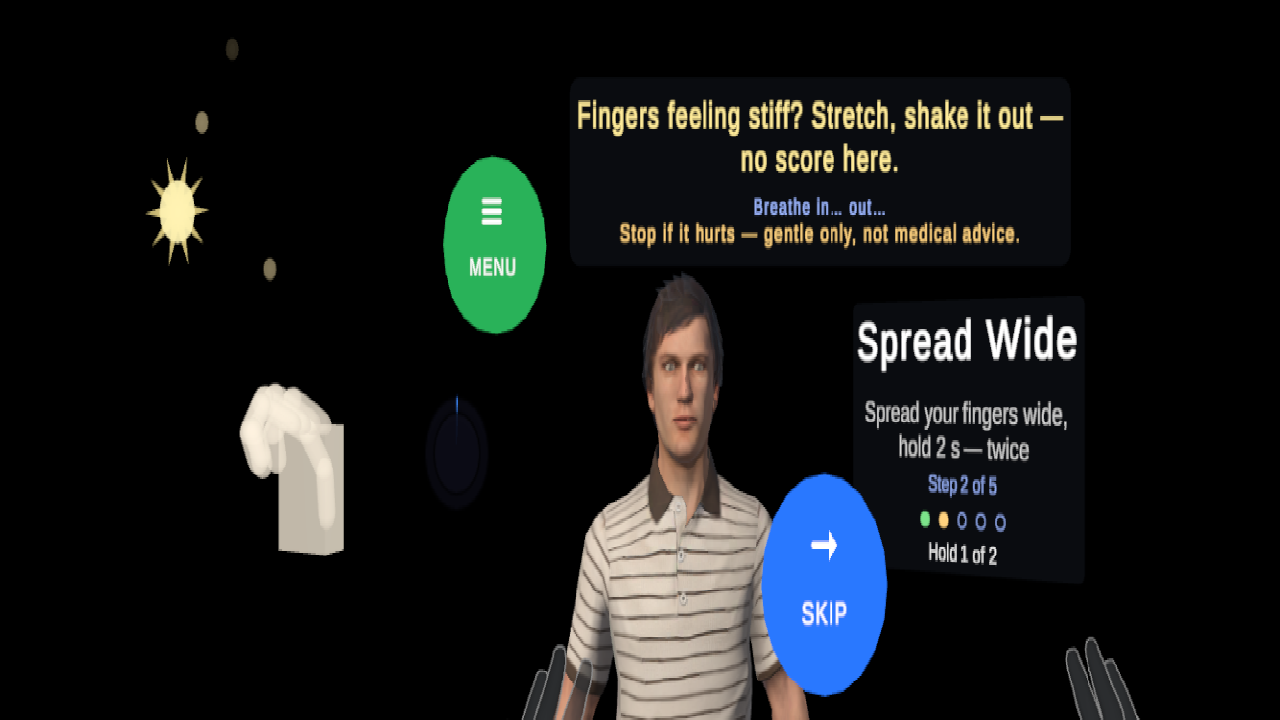 Fingers feeling stiff? Stretch, shake it out —
no score here.
Breathe in... out...
Stop if it hurts — gentle only, not medical advice.
MENU
Spread Wide
Spread your fingers wide,
hold 2 s — twice
Step 2 of 5
Hold 1 of 2
SKIP